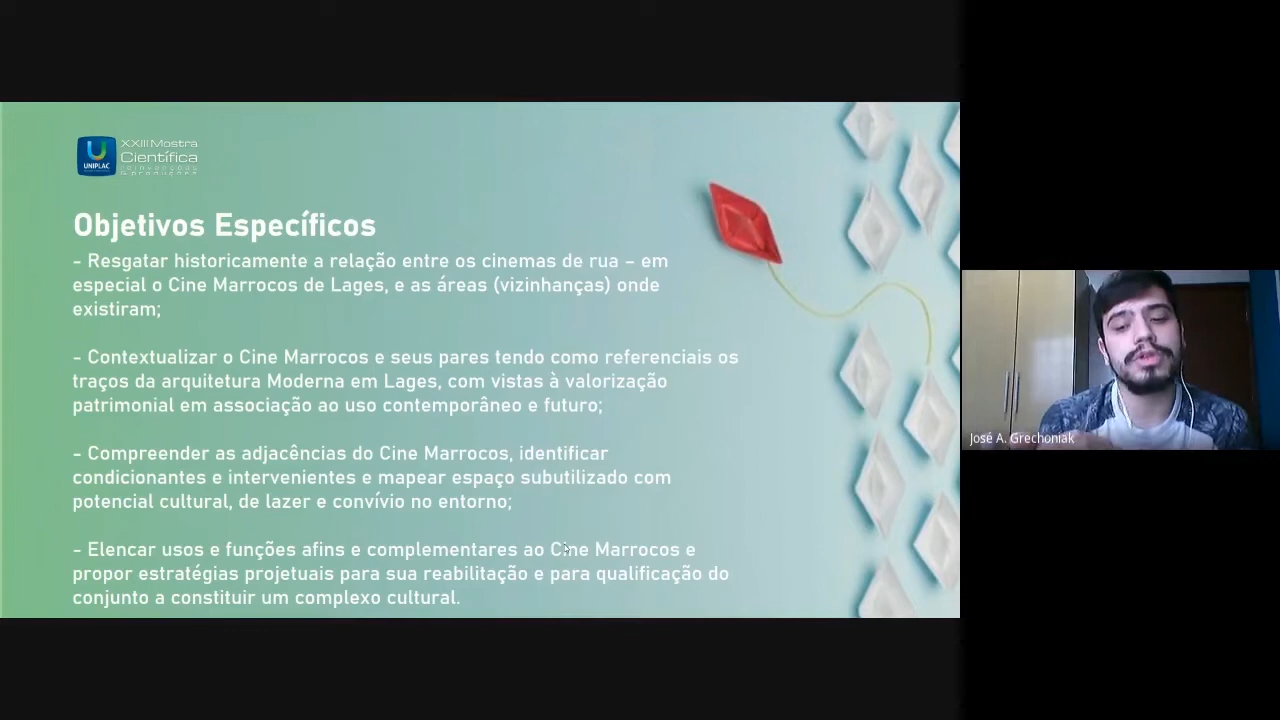 XXIII Mostra
Científica
UNIPLAC
Objetivos Específicos
- Resgatar historicamente a relação entre os cinemas de rua – em
especial o Cine Marrocos de Lages, e as áreas (vizinhanças) onde
existiram;
- Contextualizar o Cine Marrocos e seus pares tendo como referenciais os
traços da arquitetura Moderna em Lages, com vistas à valorização
patrimonial em associação ao uso contemporâneo e futuro;
- Compreender as adjacências do Cine Marrocos, identificar
condicionantes e intervenientes e mapear espaço subutilizado com
potencial cultural, de lazer e convívio no entorno;
- Elencar usos e funções afins e complementares ao Cine Marrocos e
propor estratégias projetuais para sua reabilitação e para qualificação do
conjunto a constituir um complexo cultural.
José A. Grechoniak